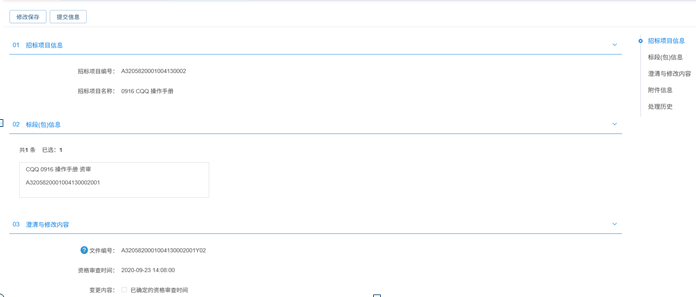 修改保存 提交信息
01 招标项目信息
招标项目编号： A3205820001004130002
招标项目名称： 0916 CQQ 操作手册
02 标段(包)信息
共1 条 已选：1
CQQ 0916 操作手册 资审
A3205820001004130002001
03 澄清与修改内容
? 文件编号： A3205820001004130002001Y02
资格审查时间： 2020-09-23 14:08:00
变更内容： 已确定的资格审查时间
招标项目信息
标段(包)信息
澄清与修改内容
附件信息
处理历史